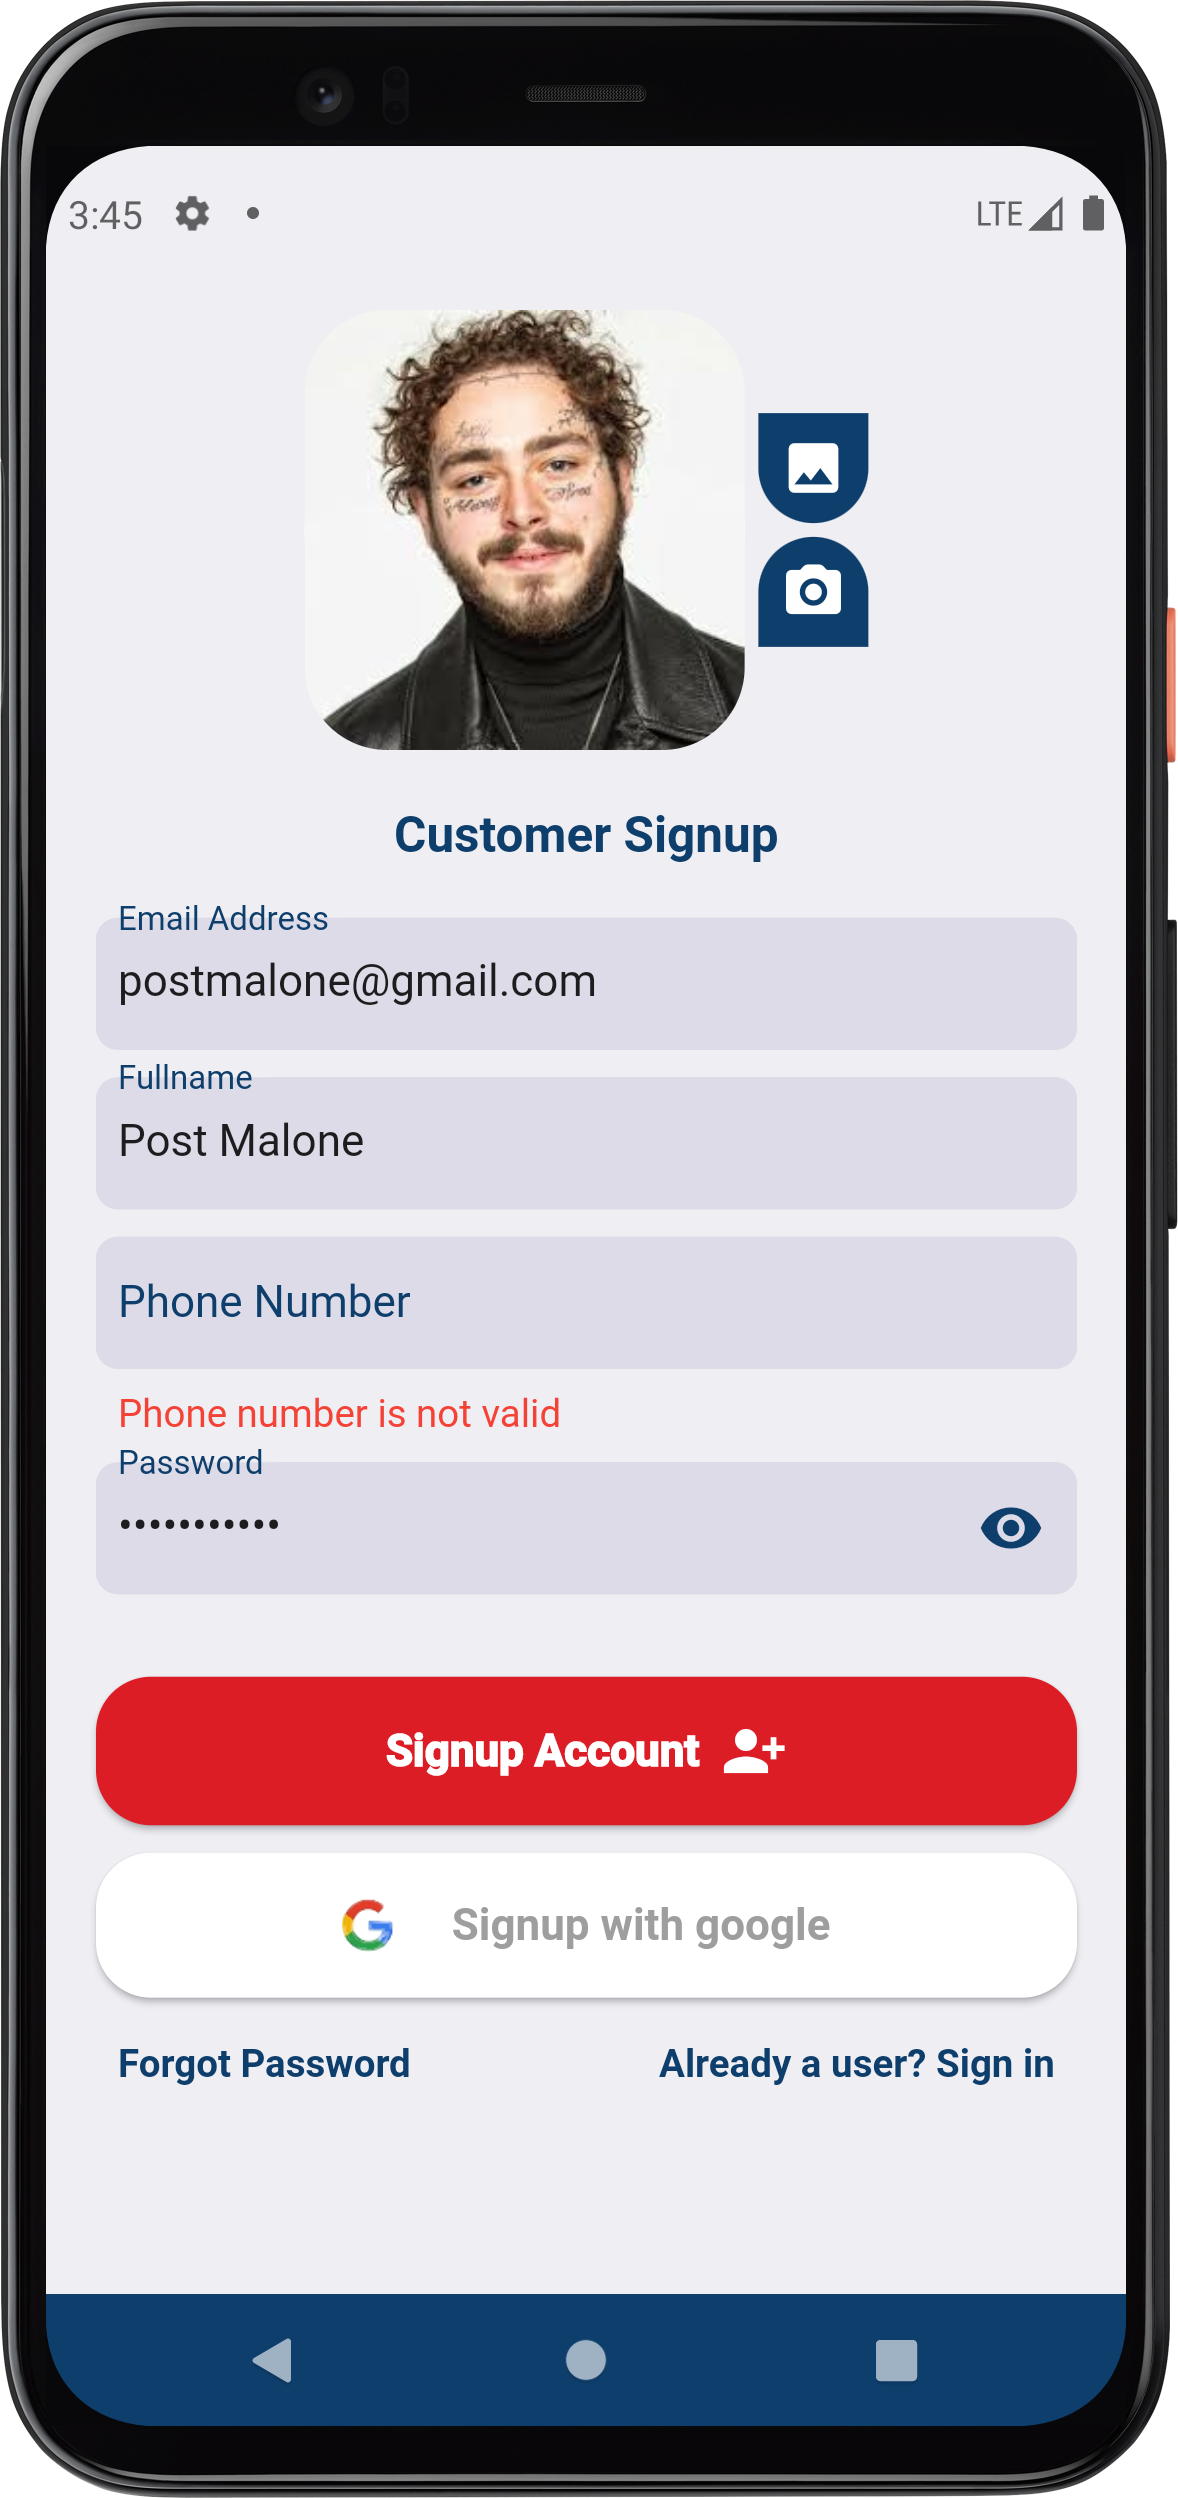 3:45
LTE
Customer Signup
Email Address
postmalone@gmail.com
Fullname
Post Malone
Phone Number
Phone number is not valid
Password
•••••••••••
Signup Account
Signup with google
Forgot Password
Already a user? Sign in